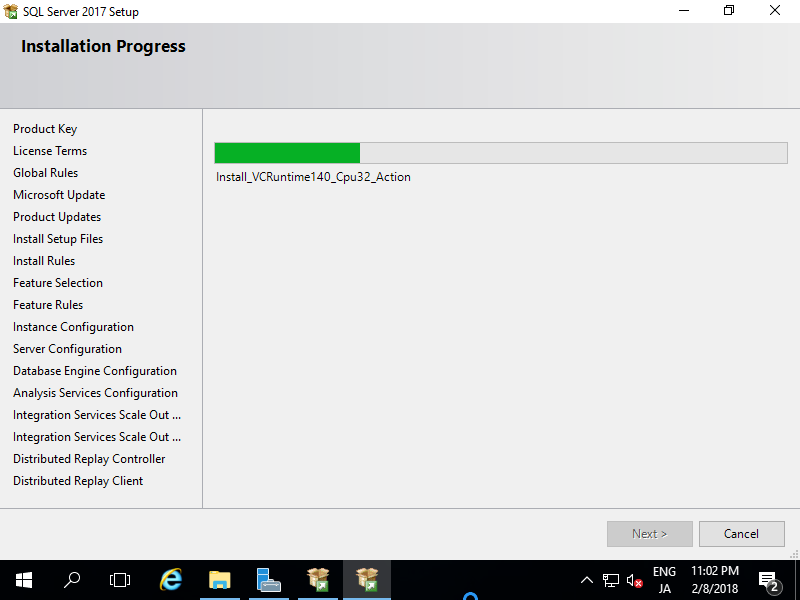 SQL Server 2017 Setup
Installation Progress
Product Key
License Terms
Global Rules
Microsoft Update
Product Updates
Install Setup Files
Install Rules
Feature Selection
Feature Rules
Instance Configuration
Server Configuration
Database Engine Configuration
Analysis Services Configuration
Integration Services Scale Out ...
Integration Services Scale Out ...
Distributed Replay Controller
Distributed Replay Client
Install_VCRuntime140_Cpu32_Action
Next >
Cancel
ENG
JA
11:02 PM
2/8/2018
2